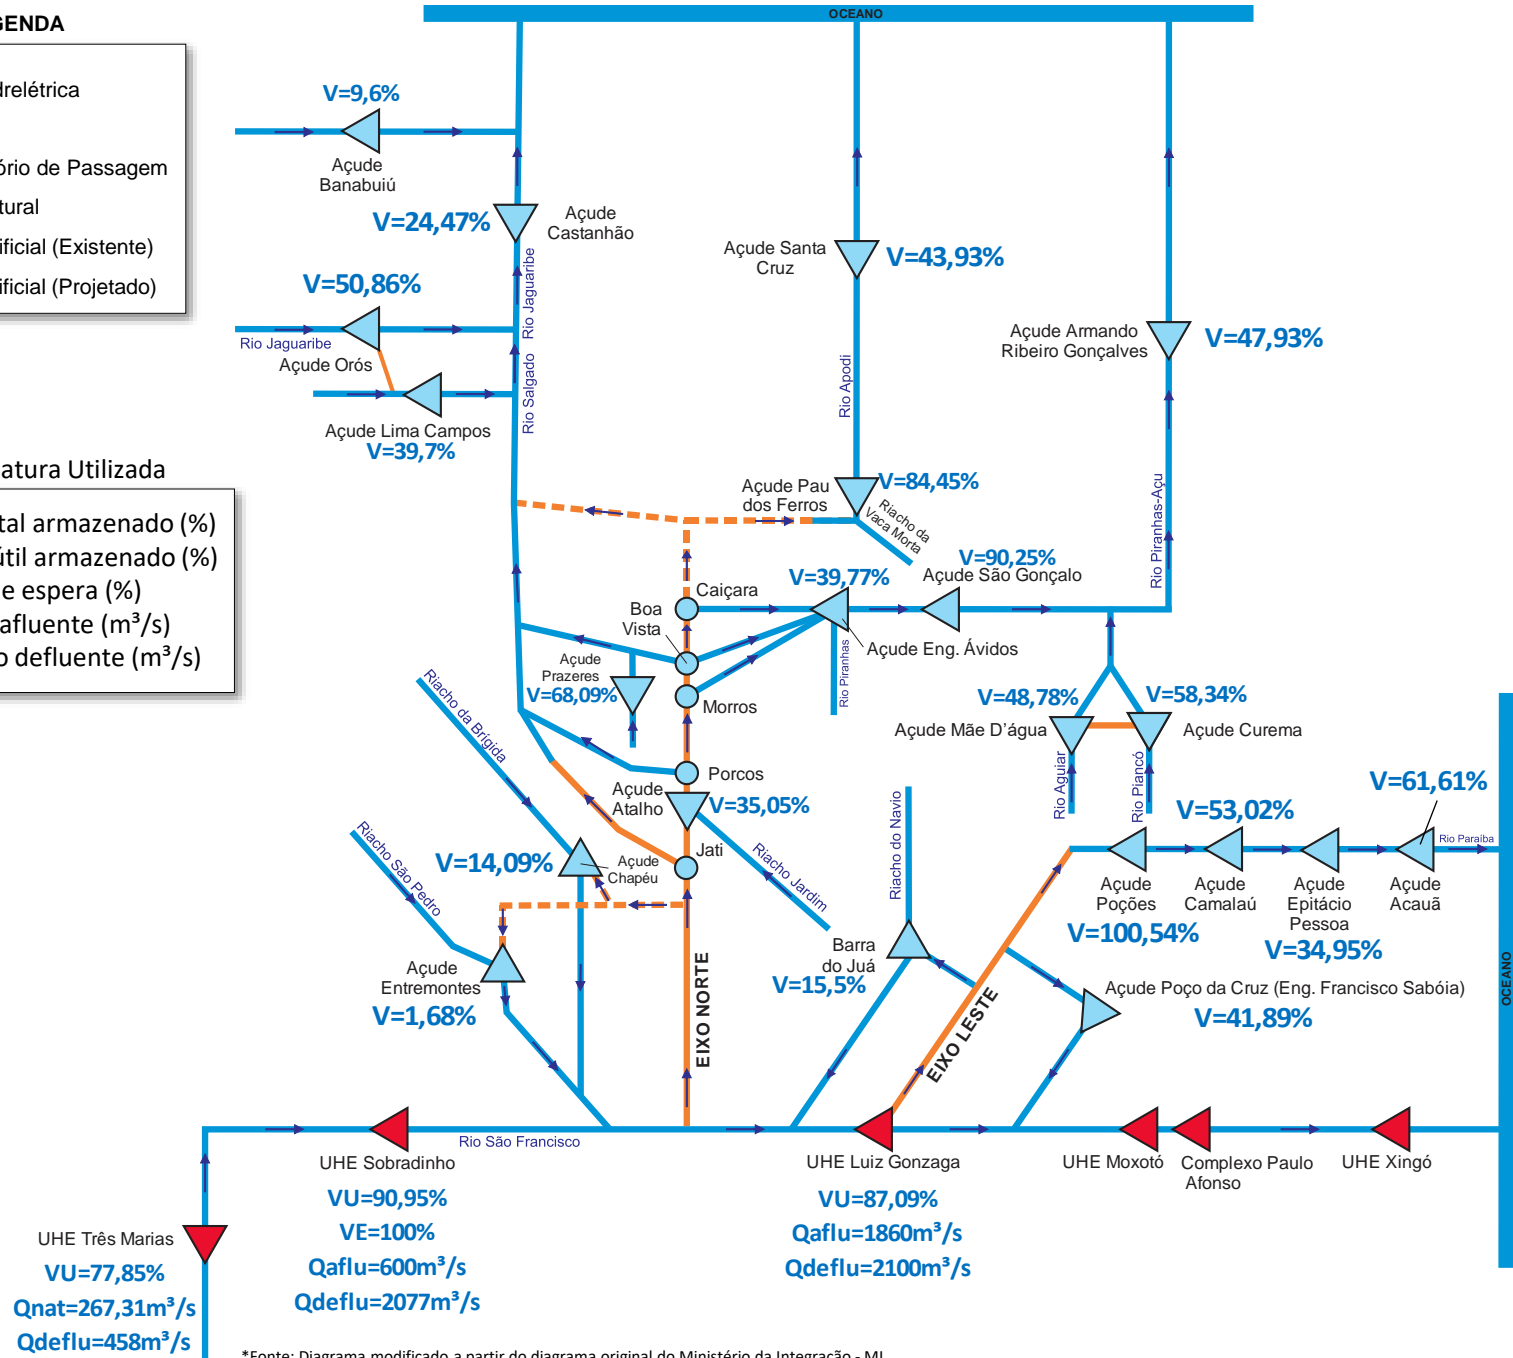 OCEANO
GENDA
drelétrica
ório de Passagem
tural
ificial (Existente)
ificial (Projetado)
V=9,6%
Açude
Banabuiú
V=24,47%
Açude
Castanhão
V=50,86%
Rio Jaguaribe
Açude Orós
Rio Jaguaribe
Rio Salgado
Açude Lima Campos
V=39,7%
Açude Santa
Cruz
V=43,93%
Rio Apodi
Açude Armando
Ribeiro Gonçalves
V=47,93%
Rio Piranhas-Açu
atura Utilizada
tal armazenado (%)
útil armazenado (%)
e espera (%)
afluente (m³/s)
o defluente (m³/s)
Açude Pau
dos Ferros
V=84,45%
Riacho da
Vaca Morta
V=90,25%
Açude São Gonçalo
V=39,77%
Caiçara
Boa
Vista
Açude Eng. Ávidos
Rio Piranhas
Açude
Prazeres
V=68,09%
Morros
Riacho da Brígida
Porcos
Açude
Atalho
V=35,05%
V=48,78%
V=58,34%
Açude Mãe D'água
Açude Curema
Rio Aguiar
Rio Piancó
V=61,61%
V=53,02%
Rio Paraíba
Riacho São Pedro
V=14,09%
Açude
Chapéu
Jati
Riacho Jardim
Riacho do Navio
Açude
Poções
V=100,54%
Açude
Camalaú
Açude
Epitácio
Pessoa
V=34,95%
Açude
Acauã
Açude
Entremontes
V=1,68%
EIXO NORTE
Barra
do Juá
V=15,5%
EIXO LESTE
Açude Poço da Cruz (Eng. Francisco Sabóia)
V=41,89%
OCEANO
Rio São Francisco
UHE Sobradinho
VU=90,95%
VE=100%
Qaflu=600m³/s
Qdeflu=2077m³/s
UHE Luiz Gonzaga
VU=87,09%
Qaflu=1860m³/s
Qdeflu=2100m³/s
UHE Moxotó
Complexo Paulo
Afonso
UHE Xingó
UHE Três Marias
VU=77,85%
Qnat=267,31m³/s
Qdeflu=458m³/s
*Fonte: Diagrama modificado a partir do diagrama original do Ministério da Integração - MI